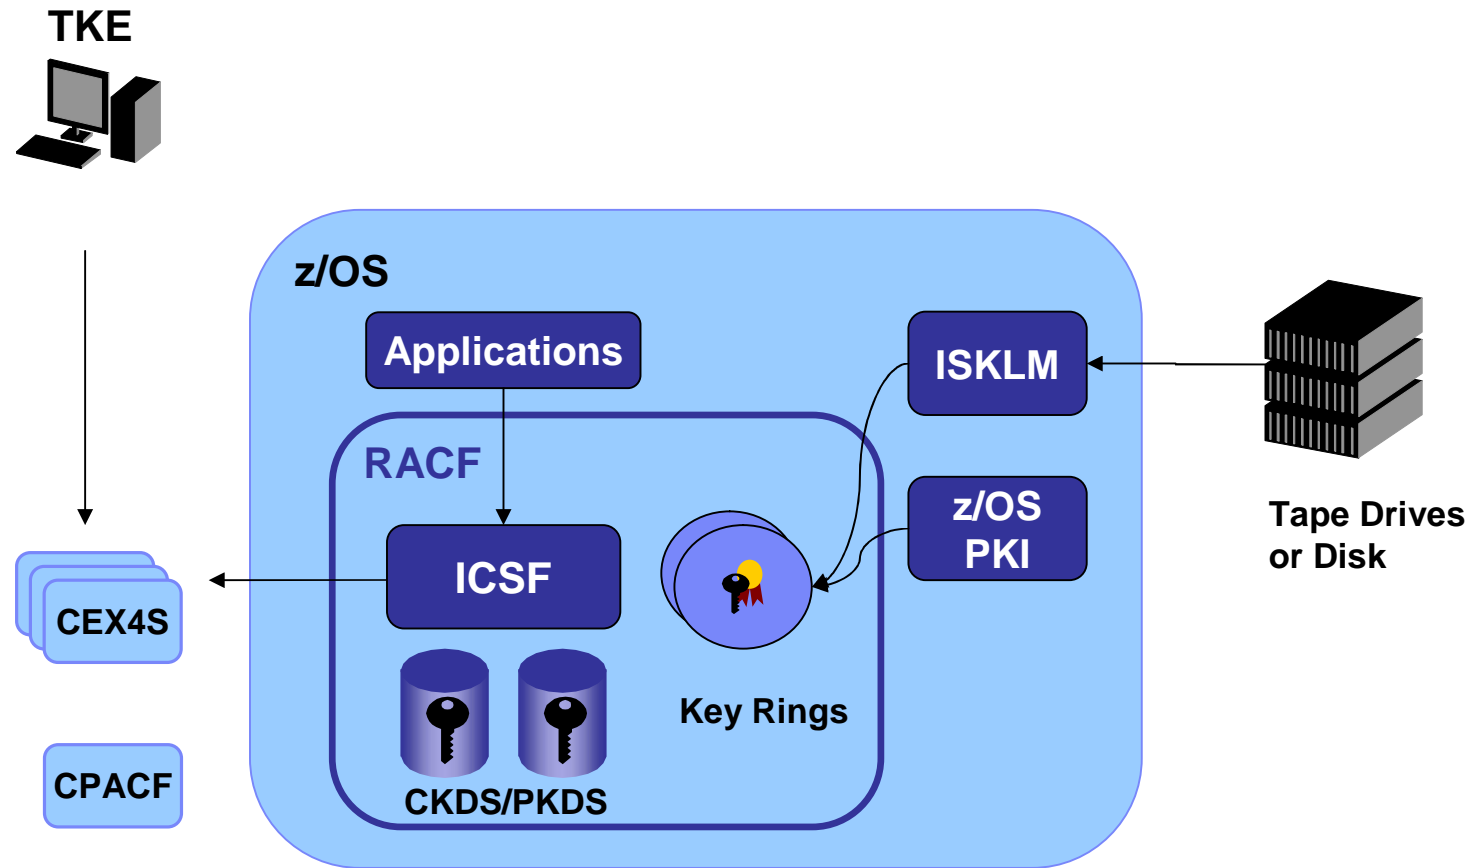 TKE
z/OS
Applications
ISKLM
RACF
z/OS
PKI
Tape Drives
or Disk
ICSF
CEX4S
Key Rings
CPACF
CKDS/PKDS